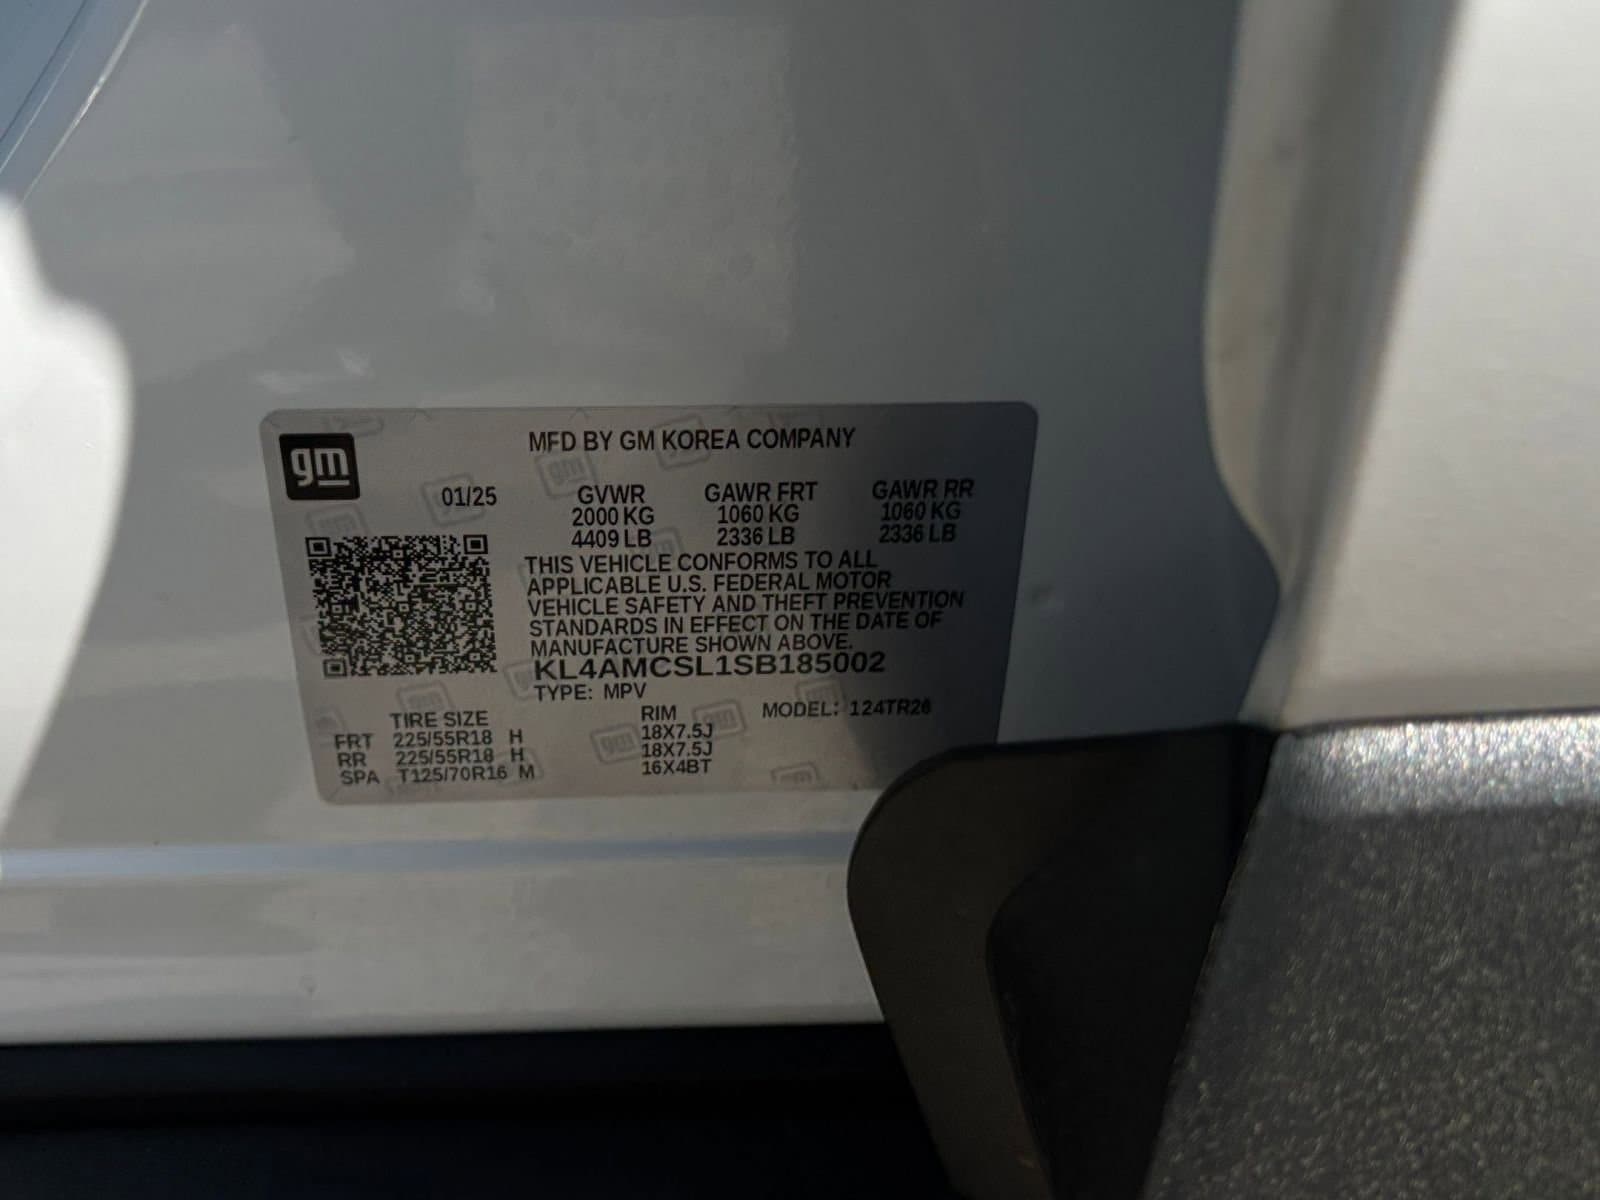 gm
MFD BY GM KOREA COMPANY
01/25 GVWR GAWR FRT GAWR RR
2000 KG 1060 KG 1060 KG
4409 LB 2336 LB 2336 LB
THIS VEHICLE CONFORMS TO ALL
APPLICABLE U.S. FEDERAL MOTOR
VEHICLE SAFETY AND THEFT PREVENTION
STANDARDS IN EFFECT ON THE DATE OF
MANUFACTURE SHOWN ABOVE.
KL4AMCSL1SB185002
TYPE: MPV
TIRE SIZE RIM MODEL: 124TR26
FRT 225/55R18 H 18X7.5J
RR 225/55R18 H 18X7.5J
SPA T125/70R16 M 16X4BT